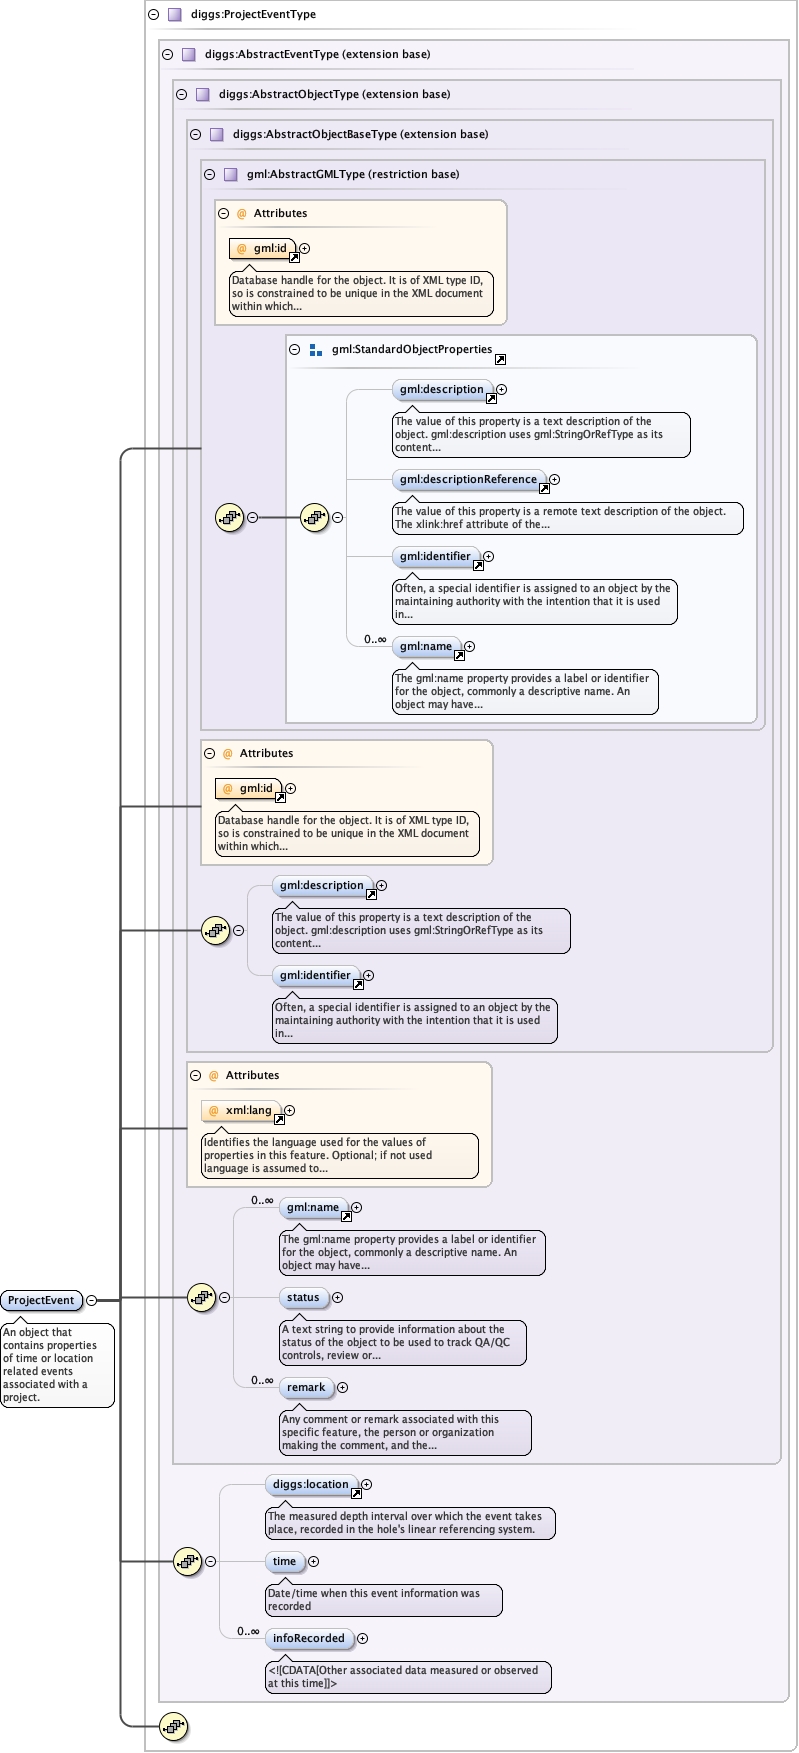 diggs:ProjectEventType
diggs:AbstractEventType (extension base)
diggs:AbstractObjectType (extension base)
diggs:AbstractObjectBaseType (extension base)
gml:AbstractGMLType (restriction base)
@ Attributes
@ gml:id
Database handle for the object. It is of XML type ID,
so is constrained to be unique in the XML document
within which...
gml:StandardObjectProperties
gml:description
The value of this property is a text description of the
object. gml:description uses gml:StringOrRefType as its
content...
gml:descriptionReference
The value of this property is a remote text description of the object.
The xlink:href attribute of the...
gml:identifier
Often, a special identifier is assigned to an object by the
maintaining authority with the intention that it is used
in...
0..∞
gml:name
The gml:name property provides a label or identifier
for the object, commonly a descriptive name. An
object may have...
@ Attributes
@ gml:id
Database handle for the object. It is of XML type ID,
so is constrained to be unique in the XML document
within which...
gml:description
The value of this property is a text description of the
object. gml:description uses gml:StringOrRefType as its
content...
gml:identifier
Often, a special identifier is assigned to an object by the
maintaining authority with the intention that it is used
in...
@ Attributes
@ xml:lang
Identifies the language used for the values of
properties in this feature. Optional; if not used
language is assumed to...
0..∞
gml:name
The gml:name property provides a label or identifier
for the object, commonly a descriptive name. An
object may have...
status
A text string to provide information about the
status of the object to be used to track QA/QC
controls, review or...
0..∞
remark
Any comment or remark associated with this
specific feature, the person or organization
making the comment, and the...
ProjectEvent
An object that
contains properties
of time or location
related events
associated with a
project.
diggs:location
The measured depth interval over which the event takes
place, recorded in the hole's linear referencing system.
time
Date/time when this event information was
recorded
0..∞
infoRecorded
<![CDATA[Other associated data measured or observed
at this time]]>